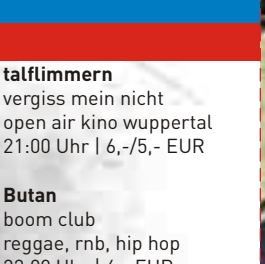 talflimmern
vergiss mein nicht
open air kino wuppertal
21:00 Uhr | 6,-/5,- EUR
Butan
boom club
reggae, rnb, hip hop